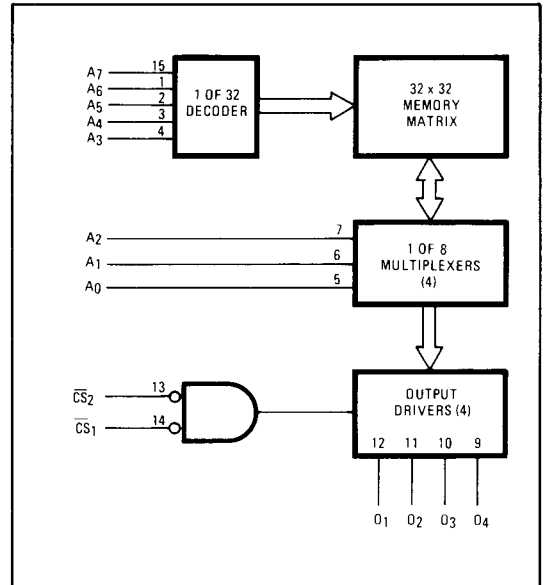 A7 15
A6 1
A5 2
A4 3
A3 4
1 OF 32
DECODER
32 x 32
MEMORY
MATRIX
A2 7
A1 6
A0 5
1 OF 8
MULTIPLEXERS
(4)
C̅S̅2 13
C̅S̅1 14
OUTPUT
DRIVERS (4)
12 11 10 9
O1 O2 O3 O4